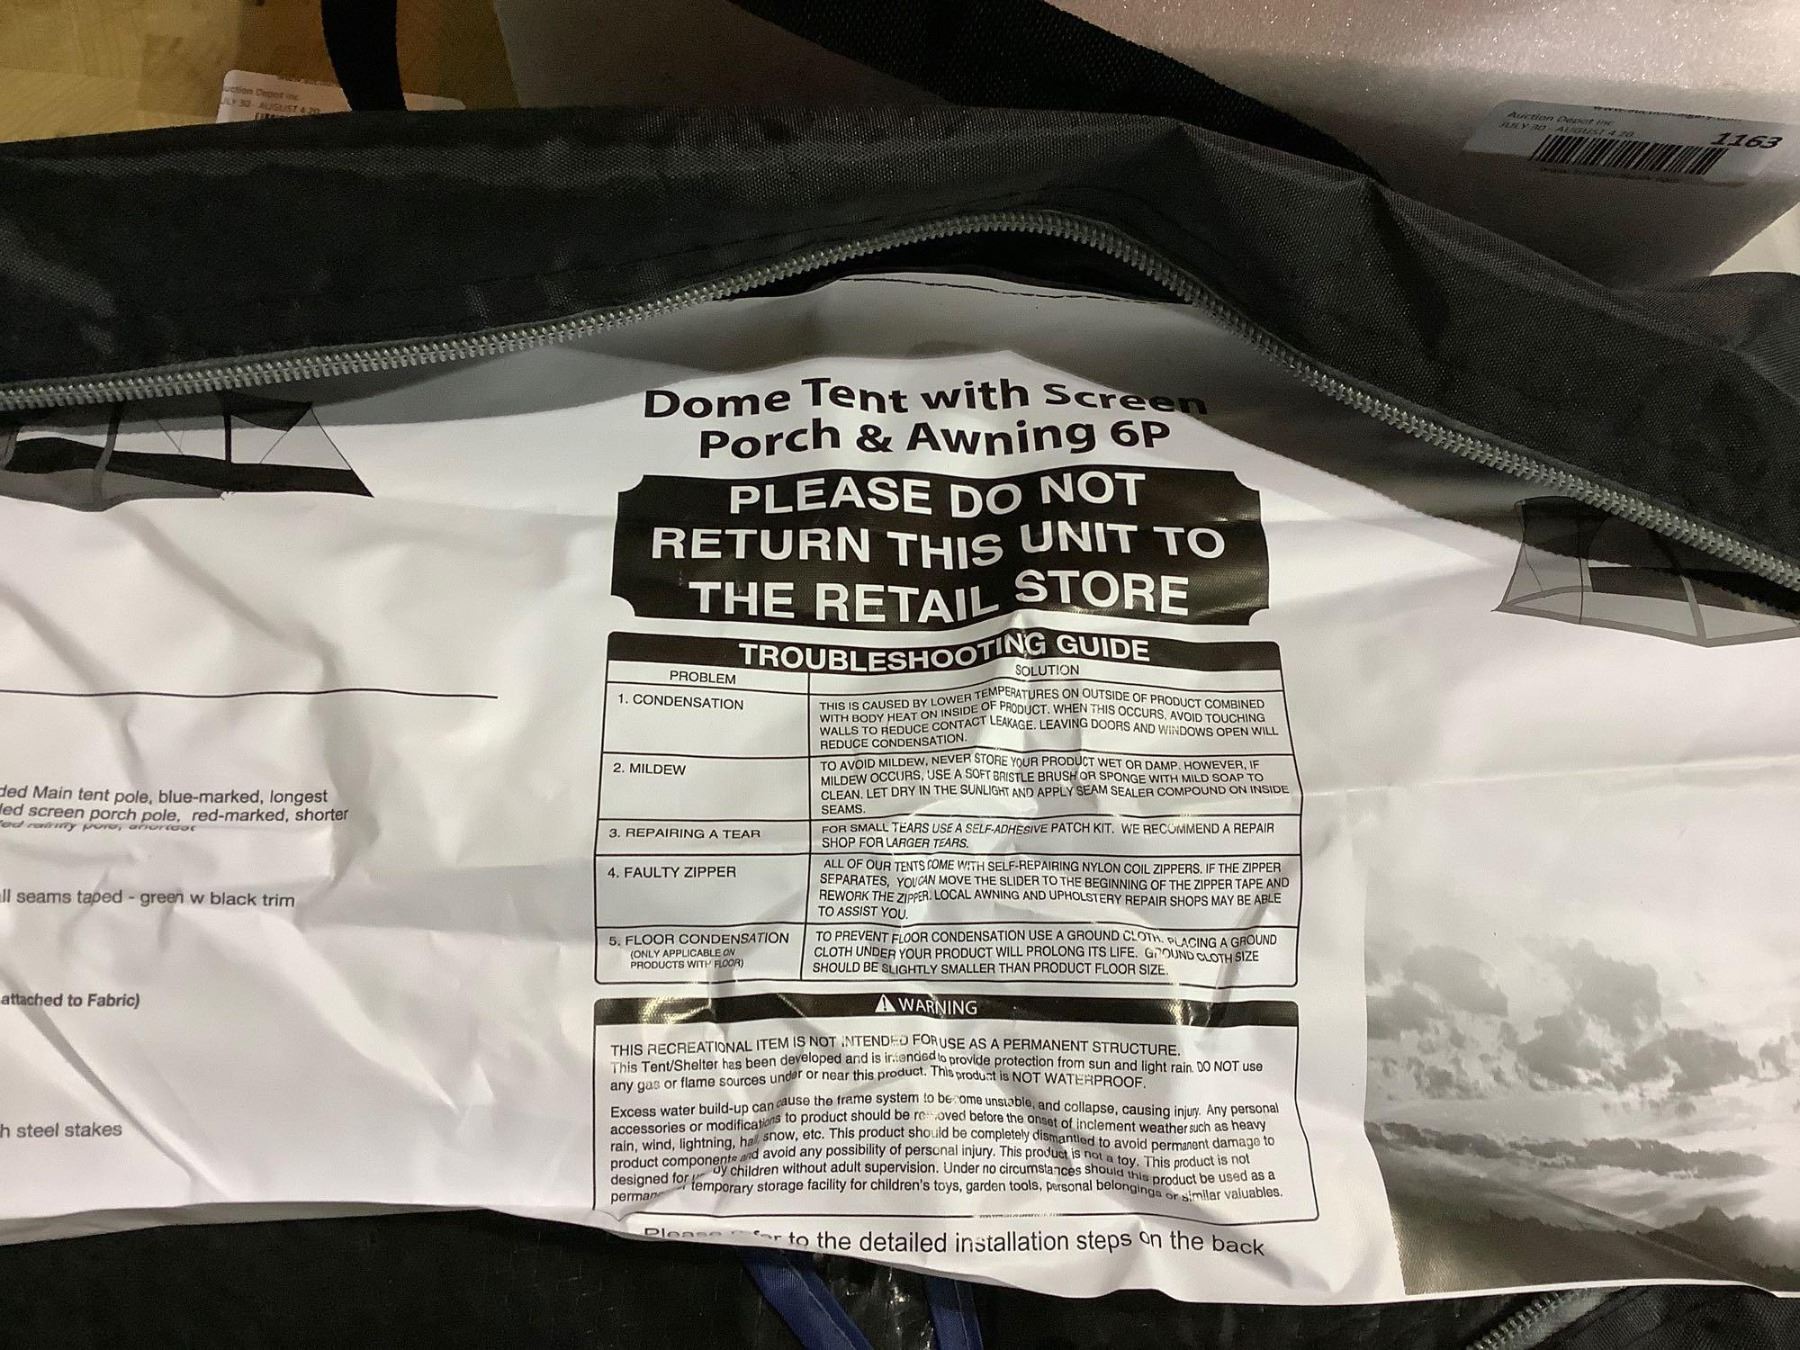 uction Depot Inc
JULY 30 - AUGUST 4 20
Auction Depot Inc
JULY 30 - AUGUST 4 20
1163
Dome Tent with Screen
Porch & Awning 6P
PLEASE DO NOT
RETURN THIS UNIT TO
THE RETAIL STORE
TROUBLESHOOTING GUIDE
PROBLEM SOLUTION
1. CONDENSATION
THIS IS CAUSED BY LOWER TEMPERATURES ON OUTSIDE OF PRODUCT COMBINED
WITH BODY HEAT ON INSIDE OF PRODUCT. WHEN THIS OCCURS, AVOID TOUCHING
WALLS TO REDUCE CONTACT LEAKAGE. LEAVING DOORS AND WINDOWS OPEN WILL
REDUCE CONDENSATION.
2. MILDEW
TO AVOID MILDEW, NEVER STORE YOUR PRODUCT WET OR DAMP. HOWEVER, IF
MILDEW OCCURS, USE A SOFT BRISTLE BRUSH OR SPONGE WITH MILD SOAP TO
CLEAN. LET DRY IN THE SUNLIGHT AND APPLY SEAM SEALER COMPOUND ON INSIDE
SEAMS.
3. REPAIRING A TEAR
FOR SMALL TEARS USE A SELF-ADHESIVE PATCH KIT. WE RECOMMEND A REPAIR
SHOP FOR LARGER TEARS.
4. FAULTY ZIPPER
ALL OF OUR TENTS COME WITH SELF-REPAIRING NYLON COIL ZIPPERS. IF THE ZIPPER
SEPARATES, YOU CAN MOVE THE SLIDER TO THE BEGINNING OF THE ZIPPER TAPE AND
REWORK THE ZIPPER. LOCAL AWNING AND UPHOLSTERY REPAIR SHOPS MAY BE ABLE
TO ASSIST YOU.
5. FLOOR CONDENSATION
(ONLY APPLICABLE ON
PRODUCTS WITH FLOOR)
TO PREVENT FLOOR CONDENSATION USE A GROUND CLOTH. PLACING A GROUND
CLOTH UNDER YOUR PRODUCT WILL PROLONG ITS LIFE. GROUND CLOTH SIZE
SHOULD BE SLIGHTLY SMALLER THAN PRODUCT FLOOR SIZE.
WARNING
THIS RECREATIONAL ITEM IS NOT INTENDED FOR USE AS A PERMANENT STRUCTURE.
This Tent/Shelter has been developed and is intended to provide protection from sun and light rain. DO NOT use
any gas or flame sources under or near this product. This product is NOT WATERPROOF.
Excess water build-up can cause the frame system to become unstable, and collapse, causing injury. Any personal
accessories or modifications to product should be removed before the onset of inclement weather such as heavy
rain, wind, lightning, hail, snow, etc. This product should be completely dismantled to avoid permanent damage to
product components and avoid any possibility of personal injury. This product is not a toy. This product is not
designed for by children without adult supervision. Under no circumstances should this product be used as a
temporary storage facility for children's toys, garden tools, personal belongings or similar valuables.
Please to the detailed installation steps on the back
ded Main tent pole, blue-marked, longest
led screen porch pole, red-marked, shorter
ll seams taped - green w black trim
attached to Fabric)
h steel stakes